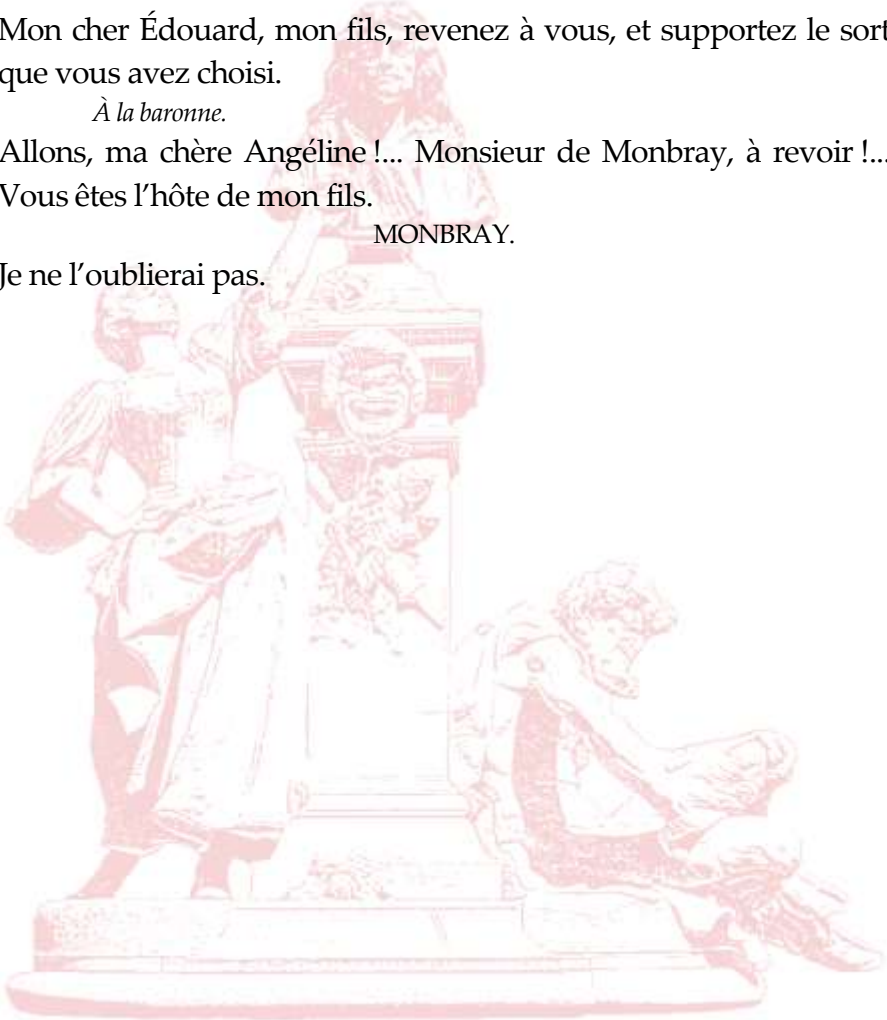 Mon cher Édouard, mon fils, revenez à vous, et supportez le sort
que vous avez choisi.
À la baronne.
Allons, ma chère Angéline !... Monsieur de Monbray, à revoir !...
Vous êtes l’hôte de mon fils.
MONBRAY.
Je ne l’oublierai pas.